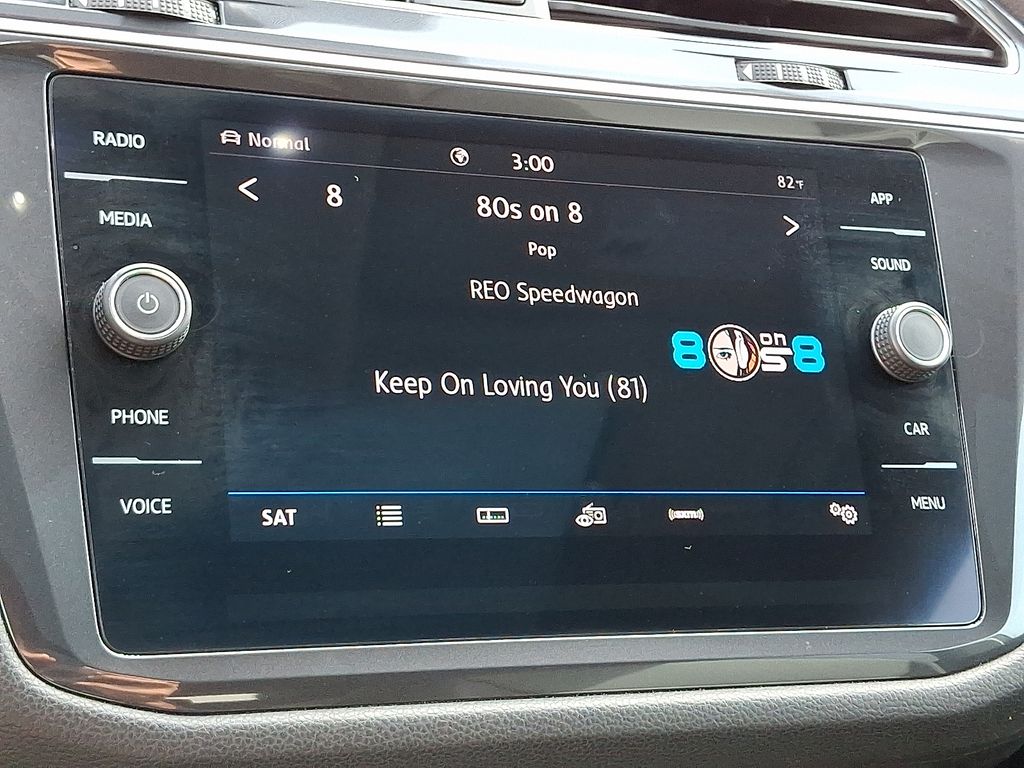 RADIO
MEDIA
PHONE
VOICE
Normal
3:00
82°F
8
80s on 8
Pop
REO Speedwagon
80s on 8
Keep On Loving You (81)
SAT
APP
SOUND
CAR
MENU